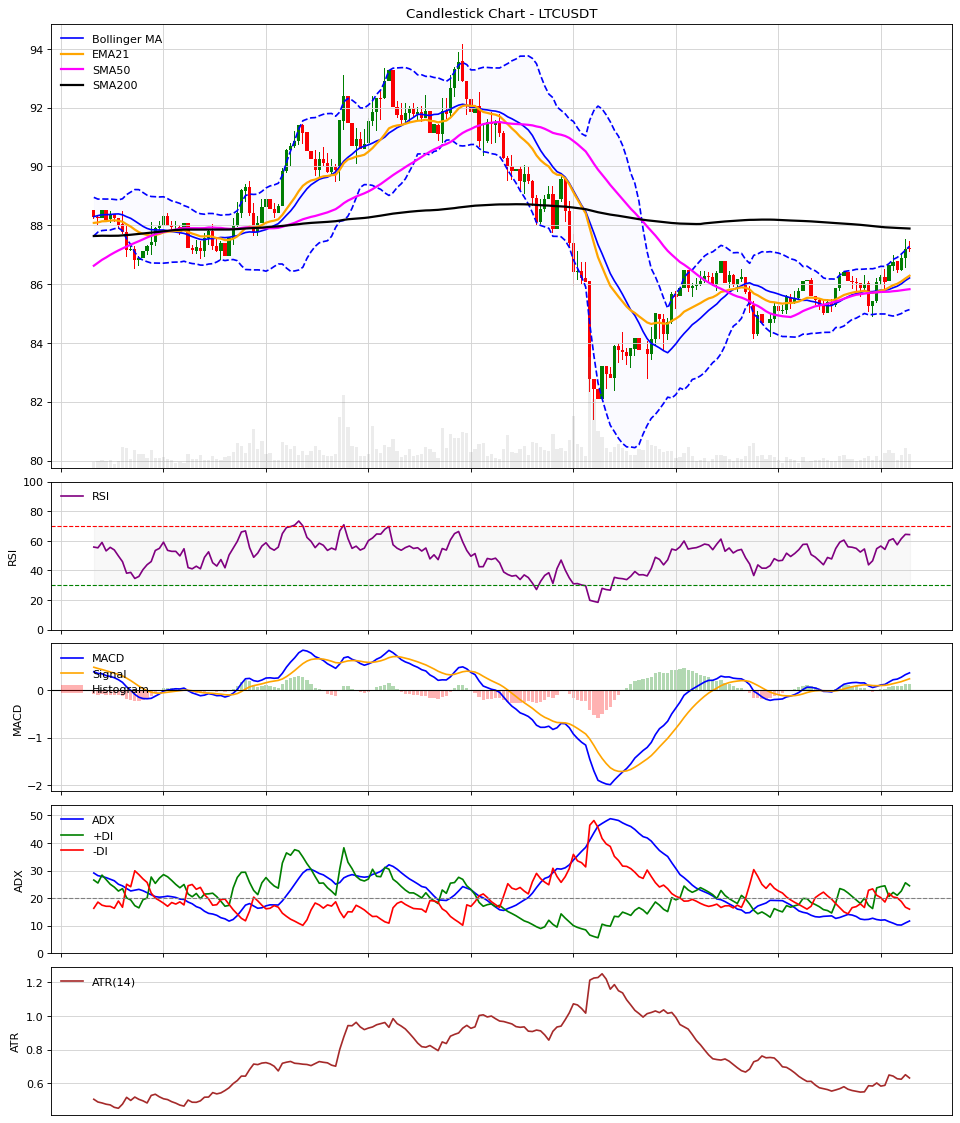 Candlestick Chart - LTCUSDT
Bollinger MA
EMA21
SMA50
SMA200
94
92
90
88
86
84
82
80
RSI
100
80
60
40
20
0
RSI
MACD
Signal
Histogram
0
−1
−2
MACD
ADX
+DI
-DI
50
40
30
20
10
0
ADX
ATR(14)
1.2
1.0
0.8
0.6
ATR